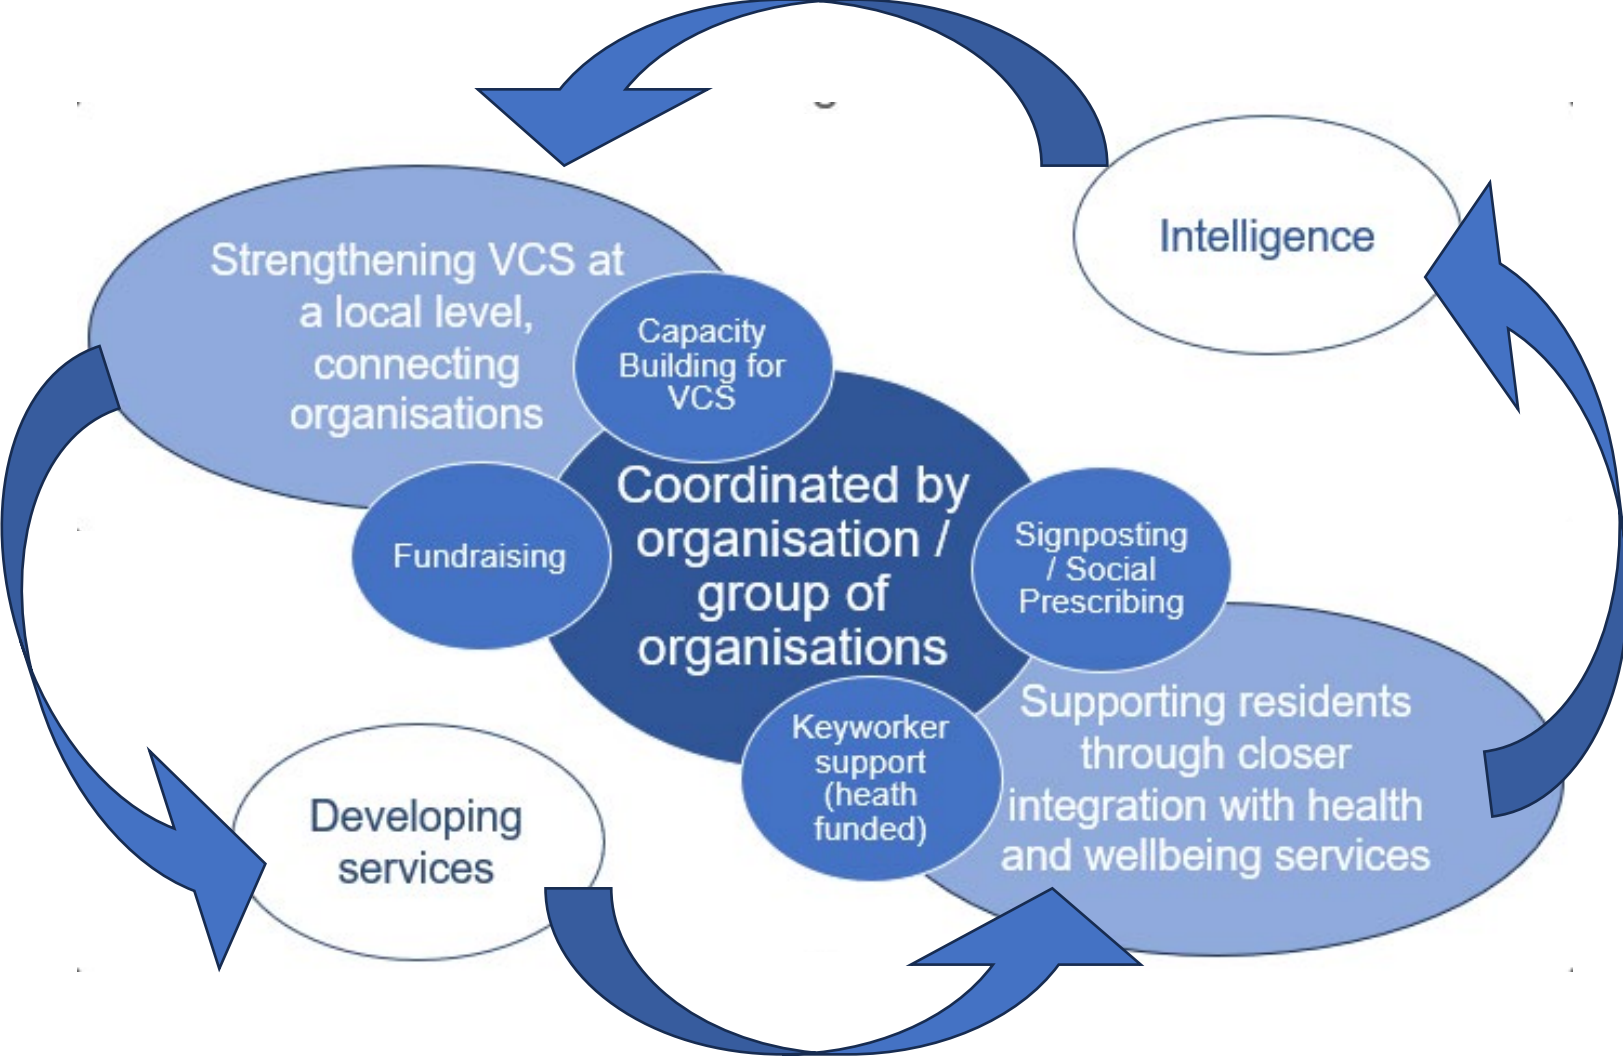 Intelligence
Strengthening VCS at
a local level,
connecting
organisations
Capacity
Building for
VCS
Coordinated by
organisation /
group of
organisations
Fundraising
Signposting
/ Social
Prescribing
Keyworker
support
(heath
funded)
Supporting residents
through closer
integration with health
and wellbeing services
Developing
services